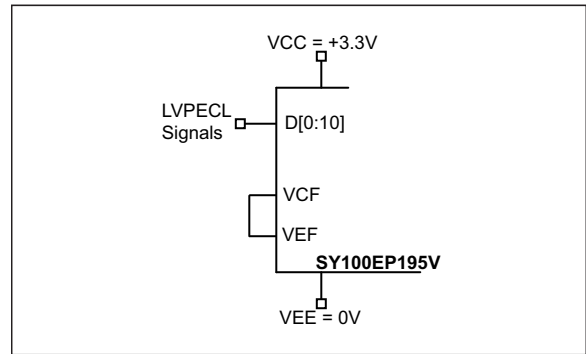 VCC = +3.3V
LVPECL
Signals
D[0:10]
VCF
VEF
SY100EP195V
VEE = 0V